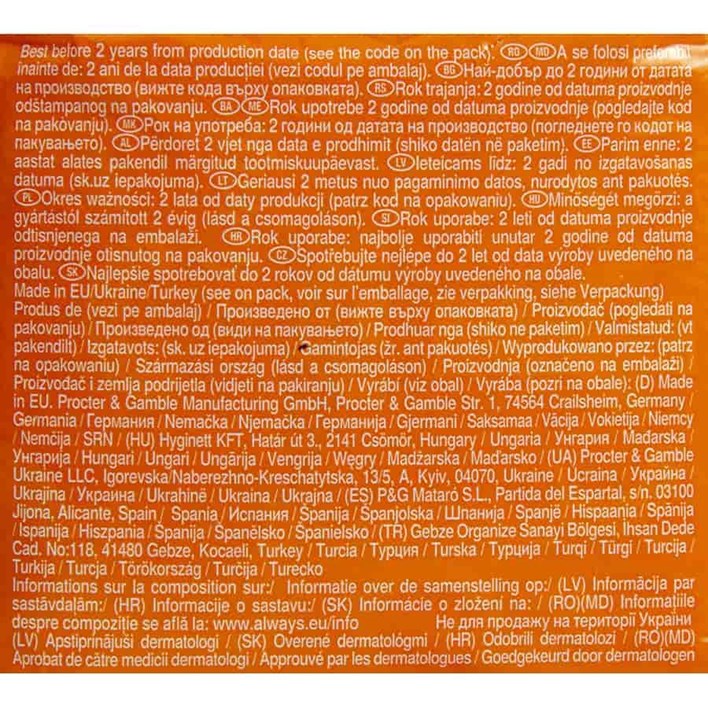 Best before 2 years from production date (see the code on the pack). RO MD A se folosi preferabil
înainte de: 2 ani de la data producției (vezi codul pe ambalaj). BG Най-добър до 2 години от датата
на производство (вижте кода върху опаковката). RS Rok trajanja: 2 godine od datuma proizvodnje
odštampanog na pakovanju. BA ME Rok upotrebe 2 godine od datuma proizvodnje (pogledajte kod
na pakovanju). MK Рок на употреба: 2 години од датата на производство (погледнете го кодот на
пакувањето). AL Përdoret 2 vjet nga data e prodhimit (shiko datën në paketim). EE Parim enne: 2
aastat alates pakendil märgitud tootmiskuupäevast. LV Ieteicams līdz: 2 gadi no izgatavošanas
datuma (sk.uz iepakojuma). LT Geriausi 2 metus nuo pagaminimo datos, nurodytos ant pakuotės.
PL Okres ważności: 2 lata od daty produkcji (patrz kod na opakowaniu). HU Minőségét megőrzi: a
gyártástól számított 2 évig (lásd a csomagoláson). SI Rok uporabe: 2 leti od datuma proizvodnje
odtisnjenega na embalaži. HR Rok uporabe: najbolje uporabiti unutar 2 godine od datuma
proizvodnje otisnutog na pakovanju. CZ Spotřebujte nejlépe do 2 let od data výroby uvedeného na
obalu. SK Najlepšie spotrebovať do 2 rokov od dátumu výroby uvedeného na obale.
Made in EU/Ukraine/Turkey (see on pack, voir sur l'emballage, zie verpakking, siehe Verpackung)
Produs de (vezi pe ambalaj) / Произведено от (вижте върху опаковката) / Proizvođač (pogledati na
pakovanju) / Произведено од (види на пакувањето) / Prodhuar nga (shiko ne paketim) / Valmistatud: (vt
pakendilt) / Izgatavots: (sk. uz iepakojuma) / Gamintojas (žr. ant pakuotės) / Wyprodukowano przez: (patrz
na opakowaniu) / Származási ország (lásd a csomagoláson) / Proizvodnja (označeno na embalaži) /
Proizvođač i zemlja podrijetla (vidjeti na pakiranju) / Vyrábí (viz obal) / Vyrába (pozri na obale): (D) Made
in EU. Procter & Gamble Manufacturing GmbH, Procter & Gamble Str. 1, 74564 Crailsheim, Germany /
Germania / Германия / Nemačka / Njemačka / Германија / Gjermani / Saksamaa / Vācija / Vokietija / Niemcy
/ Nemčija / SRN / (HU) Hyginett KFT, Határ út 3., 2141 Csömör, Hungary / Ungaria / Унгария / Mađarska /
Унгарија / Hungari / Ungari / Ungārija / Vengrija / Węgry / Madžarska / Maďarsko / (UA) Procter & Gamble
Ukraine LLC, Igorevska/Naberezhno-Kreschatytska, 13/5, A, Kyiv, 04070, Ukraine / Ucraina / Украйна /
Ukrajina / Украина / Ukrahinë / Ukraina / Ukrajna / (ES) P&G Mataró S.L., Partida del Espartal, s/n. 03100
Jijona, Alicante, Spain / Spania / Испания / Španija / Španjolska / Шпанија / Spanjë / Hispaania / Spānija
/ Ispanija / Hiszpania / Španija / Španělsko / Španielsko / (TR) Gebze Organize Sanayi Bölgesi, İhsan Dede
Cad. No:118, 41480 Gebze, Kocaeli, Turkey / Turcia / Турция / Turska / Турција / Turqi / Türgi / Turcija /
Turkija / Turcja / Törökország / Turčija / Turecko
Informations sur la composition sur:/ Informatie over de samenstelling op:/ (LV) Informācija par
sastāvdaļām:/ (HR) Informacije o sastavu:/ (SK) Informácie o zložení na: / (RO)(MD) Informațiile
despre compoziție se află la: www.always.eu/info Не для продажу на території України
(LV) Apstiprinājuši dermatologi / (SK) Overené dermatológmi / (HR) Odobrili dermatolozi / (RO)(MD)
Aprobat de către medicii dermatologi / Approuvé par les dermatologues / Goedgekeurd door dermatologen